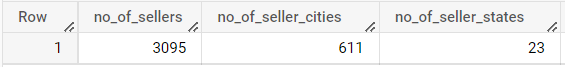 Row no_of_sellers no_of_seller_cities no_of_seller_states
1 3095 611 23